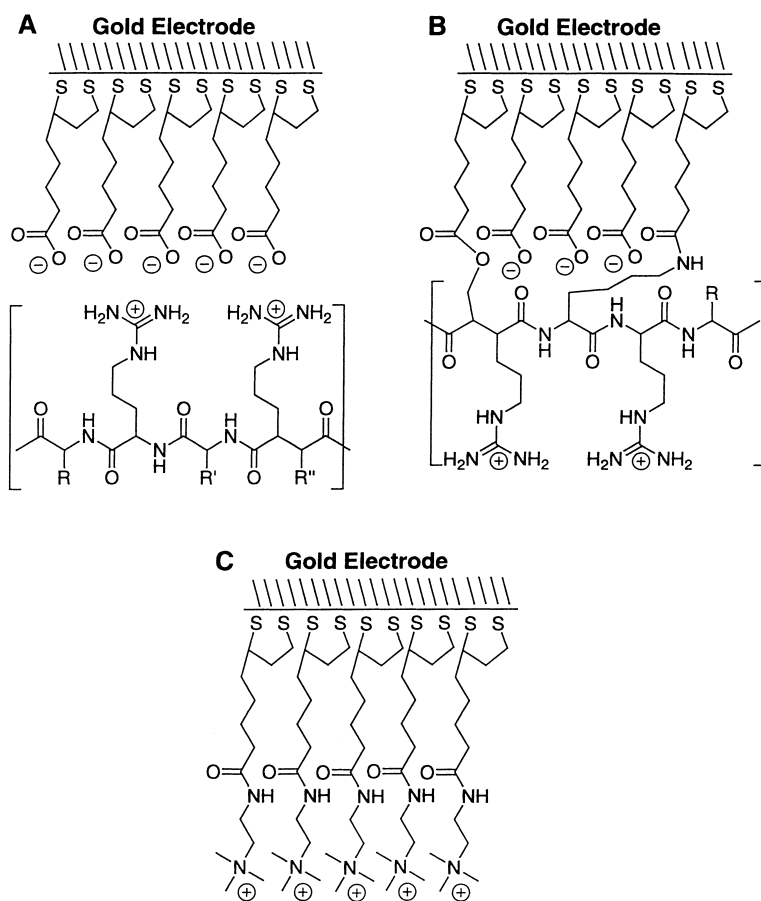 A
Gold Electrode
S S S S S S S S S S
O O O O O
O O O O O
⊖ ⊖ ⊖ ⊖ ⊖
H₂N ⊕ NH₂ H₂N ⊕ NH₂
NH NH
O H O H O
N N
N
H
R O R' O R"
B
Gold Electrode
S S S S S S S S S S
O O O O O
O O O O NH
⊖ ⊖ ⊖
O H O R
N
O N O N O
H H
HN HN
H₂N ⊕ NH₂ H₂N ⊕ NH₂
C
Gold Electrode
S S S S S S S S S S
O O O O O
NH NH NH NH NH
N N N N N
⊕ ⊕ ⊕ ⊕ ⊕